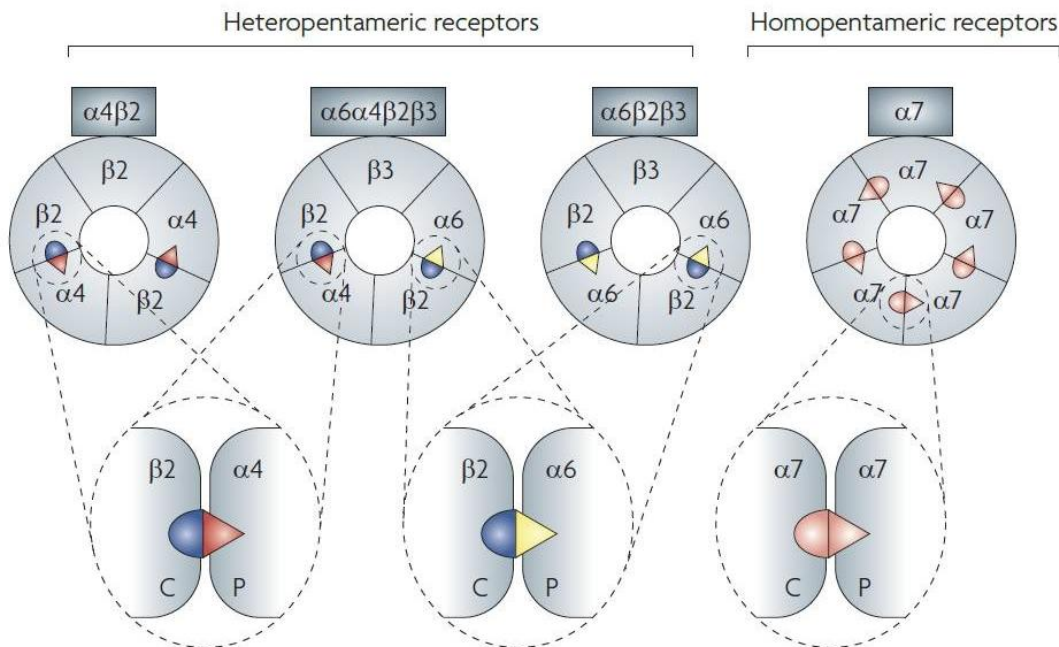 Heteropentameric receptors
Homopentameric receptors
α4β2
α6α4β2β3
α6β2β3
α7
β2
β2
α4
α4
β2
β3
β2
α6
α4
β2
β3
β2
α6
α6
β2
α7
α7
α7
α7
α7
β2
α4
C
P
β2
α6
C
P
α7
α7
C
P